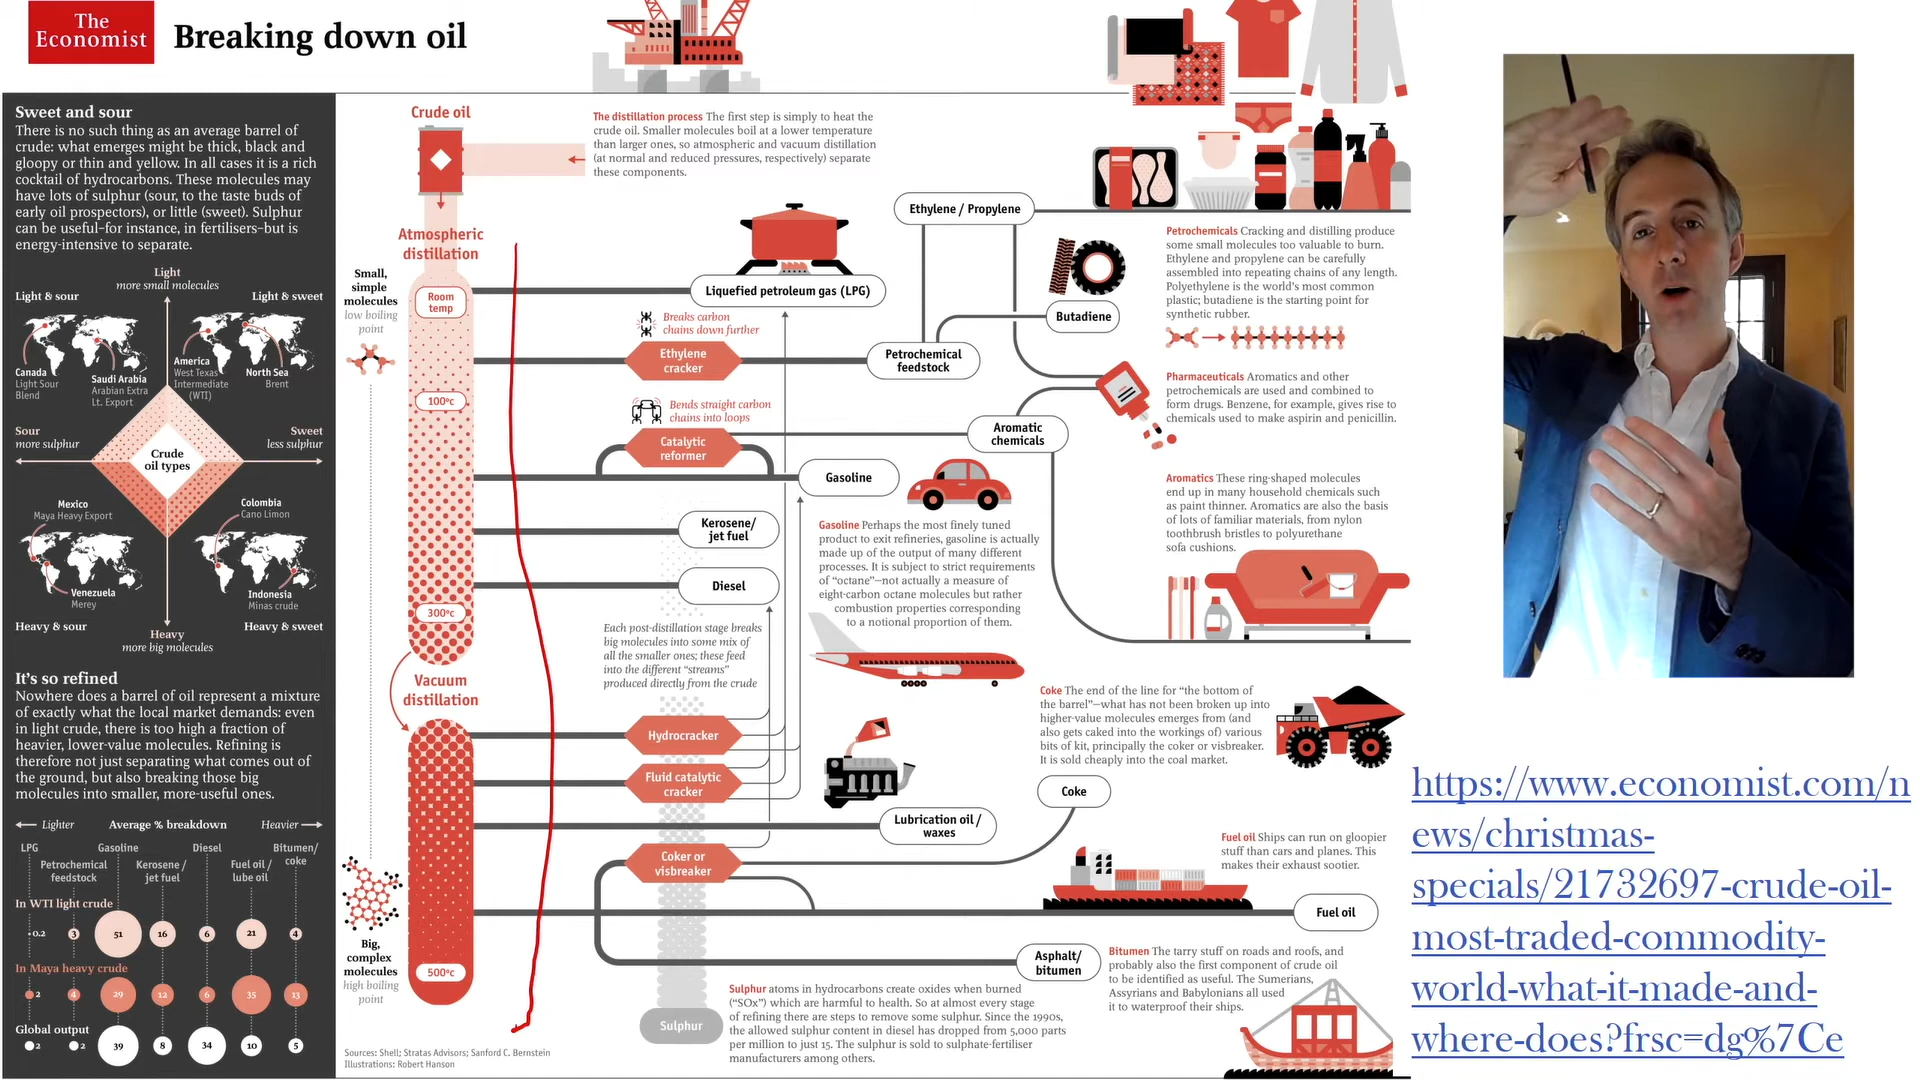 The
Economist
Breaking down oil
Sweet and sour
There is no such thing as an average barrel of
crude: what emerges might be thick, black and
gloopy or thin and yellow. In all cases it is a rich
cocktail of hydrocarbons. These molecules may
have lots of sulphur (sour, to the taste buds of
early oil prospectors), or little (sweet). Sulphur
can be useful–for instance, in fertilisers–but is
energy-intensive to separate.
Light
more small molecules
Light & sour
Light & sweet
Canada
Light Sour
Blend
Saudi Arabia
Arabian Extra
Lt. Export
America
West Texas
Intermediate
(WTI)
North Sea
Brent
Sour
more sulphur
Sweet
less sulphur
Crude
oil types
Mexico
Maya Heavy Export
Colombia
Cano Limon
Venezuela
Merey
Indonesia
Minas crude
Heavy & sour
Heavy & sweet
Heavy
more big molecules
It's so refined
Nowhere does a barrel of oil represent a mixture
of exactly what the local market demands: even
in light crude, there is too high a fraction of
heavier, lower-value molecules. Refining is
therefore not just separating what comes out of
the ground, but also breaking those big
molecules into smaller, more-useful ones.
Lighter
Average % breakdown
Heavier
LPG
Petrochemical
feedstock
Gasoline
Kerosene /
jet fuel
Diesel
Fuel oil /
lube oil
Bitumen/
coke
In WTI light crude
0.2 3 51 16 6 21 4
In Maya heavy crude
2 4 29 12 6 35 13
Global output
2 2 39 8 34 10 5
Crude oil
The distillation process The first step is simply to heat the
crude oil. Smaller molecules boil at a lower temperature
than larger ones, so atmospheric and vacuum distillation
(at normal and reduced pressures, respectively) separate
these components.
Atmospheric
distillation
Small,
simple
molecules
low boiling
point
Room
temp
100°c
300°c
Vacuum
distillation
500°c
Big,
complex
molecules
high boiling
point
Liquefied petroleum gas (LPG)
Breaks carbon
chains down further
Ethylene
cracker
Petrochemical
feedstock
Ethylene / Propylene
Butadiene
Bends straight carbon
chains into loops
Catalytic
reformer
Aromatic
chemicals
Gasoline
Kerosene/
jet fuel
Diesel
Each post-distillation stage breaks
big molecules into some mix of
all the smaller ones; these feed
into the different “streams”
produced directly from the crude
Gasoline Perhaps the most finely tuned
product to exit refineries, gasoline is actually
made up of the output of many different
processes. It is subject to strict requirements
of “octane”—not actually a measure of
eight-carbon octane molecules but rather
combustion properties corresponding
to a notional proportion of them.
Hydrocracker
Fluid catalytic
cracker
Lubrication oil /
waxes
Coker or
visbreaker
Coke
Fuel oil
Asphalt/
bitumen
Sulphur
Petrochemicals Cracking and distilling produce
some small molecules too valuable to burn.
Ethylene and propylene can be carefully
assembled into repeating chains of any length.
Polyethylene is the world's most common
plastic; butadiene is the starting point for
synthetic rubber.
Pharmaceuticals Aromatics and other
petrochemicals are used and combined to
form drugs. Benzene, for example, gives rise to
chemicals used to make aspirin and penicillin.
Aromatics These ring-shaped molecules
end up in many household chemicals such
as paint thinner. Aromatics are also the basis
of lots of familiar materials, from nylon
toothbrush bristles to polyurethane
sofa cushions.
Coke The end of the line for “the bottom of
the barrel”—what has not been broken up into
higher-value molecules emerges from (and
also gets caked into the workings of) various
bits of kit, principally the coker or visbreaker.
It is sold cheaply into the coal market.
Fuel oil Ships can run on gloopier
stuff than cars and planes. This
makes their exhaust sootier.
Bitumen The tarry stuff on roads and roofs, and
probably also the first component of crude oil
to be identified as useful. The Sumerians,
Assyrians and Babylonians all used
it to waterproof their ships.
Sulphur atoms in hydrocarbons create oxides when burned
(“SOx”) which are harmful to health. So at almost every stage
of refining there are steps to remove some sulphur. Since the 1990s,
the allowed sulphur content in diesel has dropped from 5,000 parts
per million to just 15. The sulphur is sold to sulphate-fertiliser
manufacturers among others.
Sources: Shell; Stratas Advisors; Sanford C. Bernstein
Illustrations: Robert Hanson
https://www.economist.com/n
ews/christmas-
specials/21732697-crude-oil-
most-traded-commodity-
world-what-it-made-and-
where-does?frsc=dg%7Ce